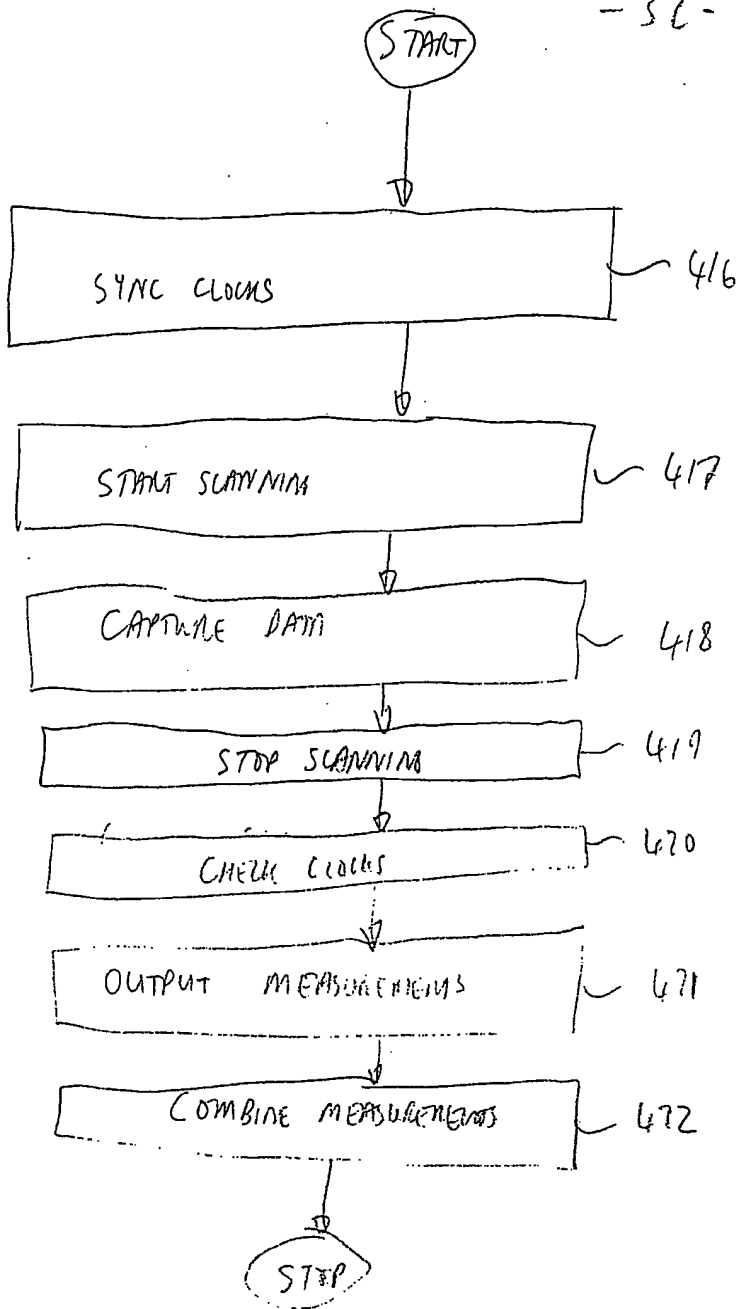 START
SYNC CLOCKS
416
START SCANNING
417
CAPTURE DATA
418
STOP SCANNING
419
CHECK CLOCKS
420
OUTPUT MEASUREMENTS
421
COMBINE MEASUREMENTS
422
STOP